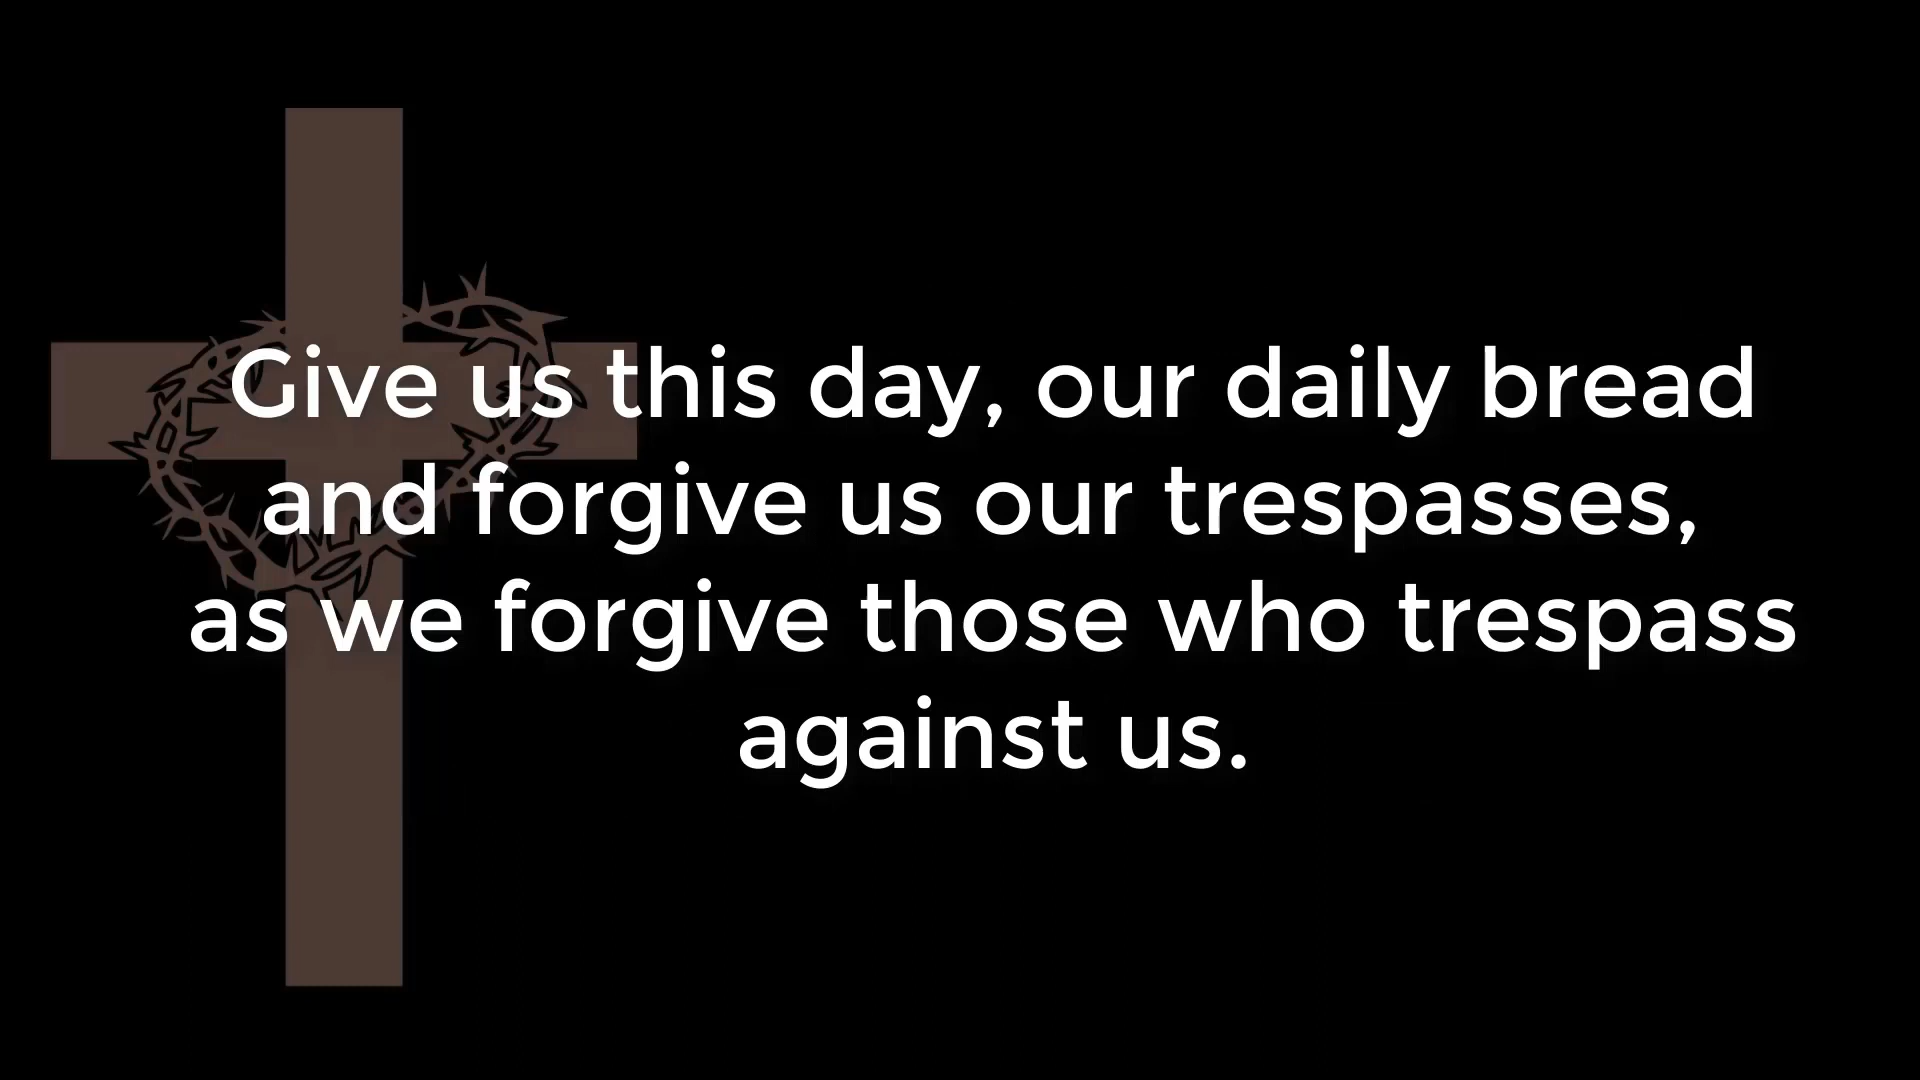 Give us this day, our daily bread
and forgive us our trespasses,
as we forgive those who trespass
against us.